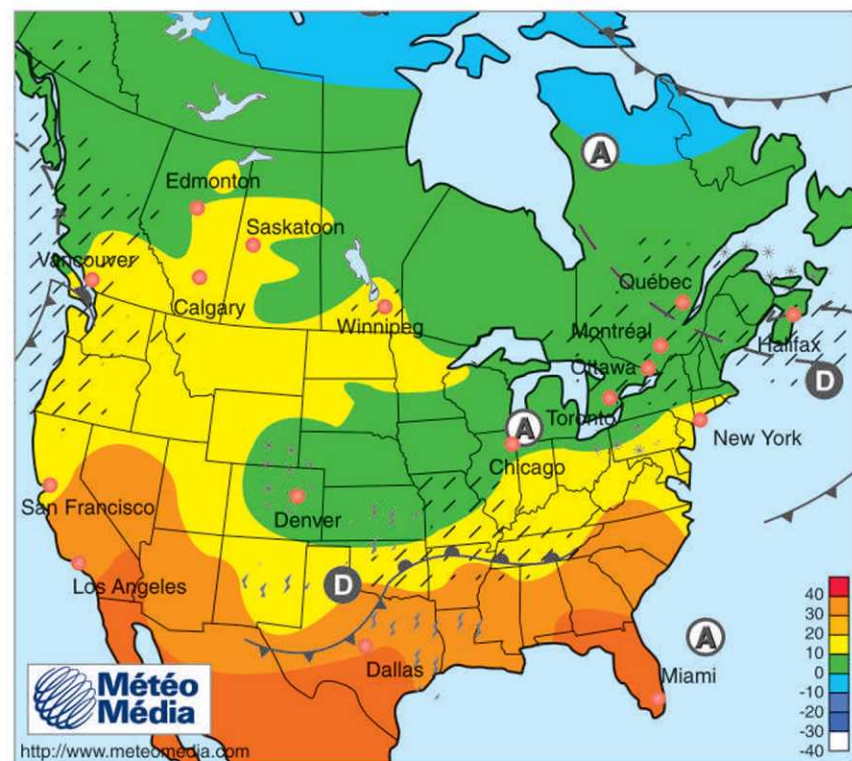 A
Edmonton
Saskatoon
Vancouver
Calgary
Québec
Winnipeg
Montréal
Halifax
Ottawa
D
Toronto
A
New York
Chicago
San Francisco
Denver
Los Angeles
D
40
30
20
10
0
-10
-20
-30
-40
A
Dallas
Miami
Météo
Média
http://www.meteomedia.com